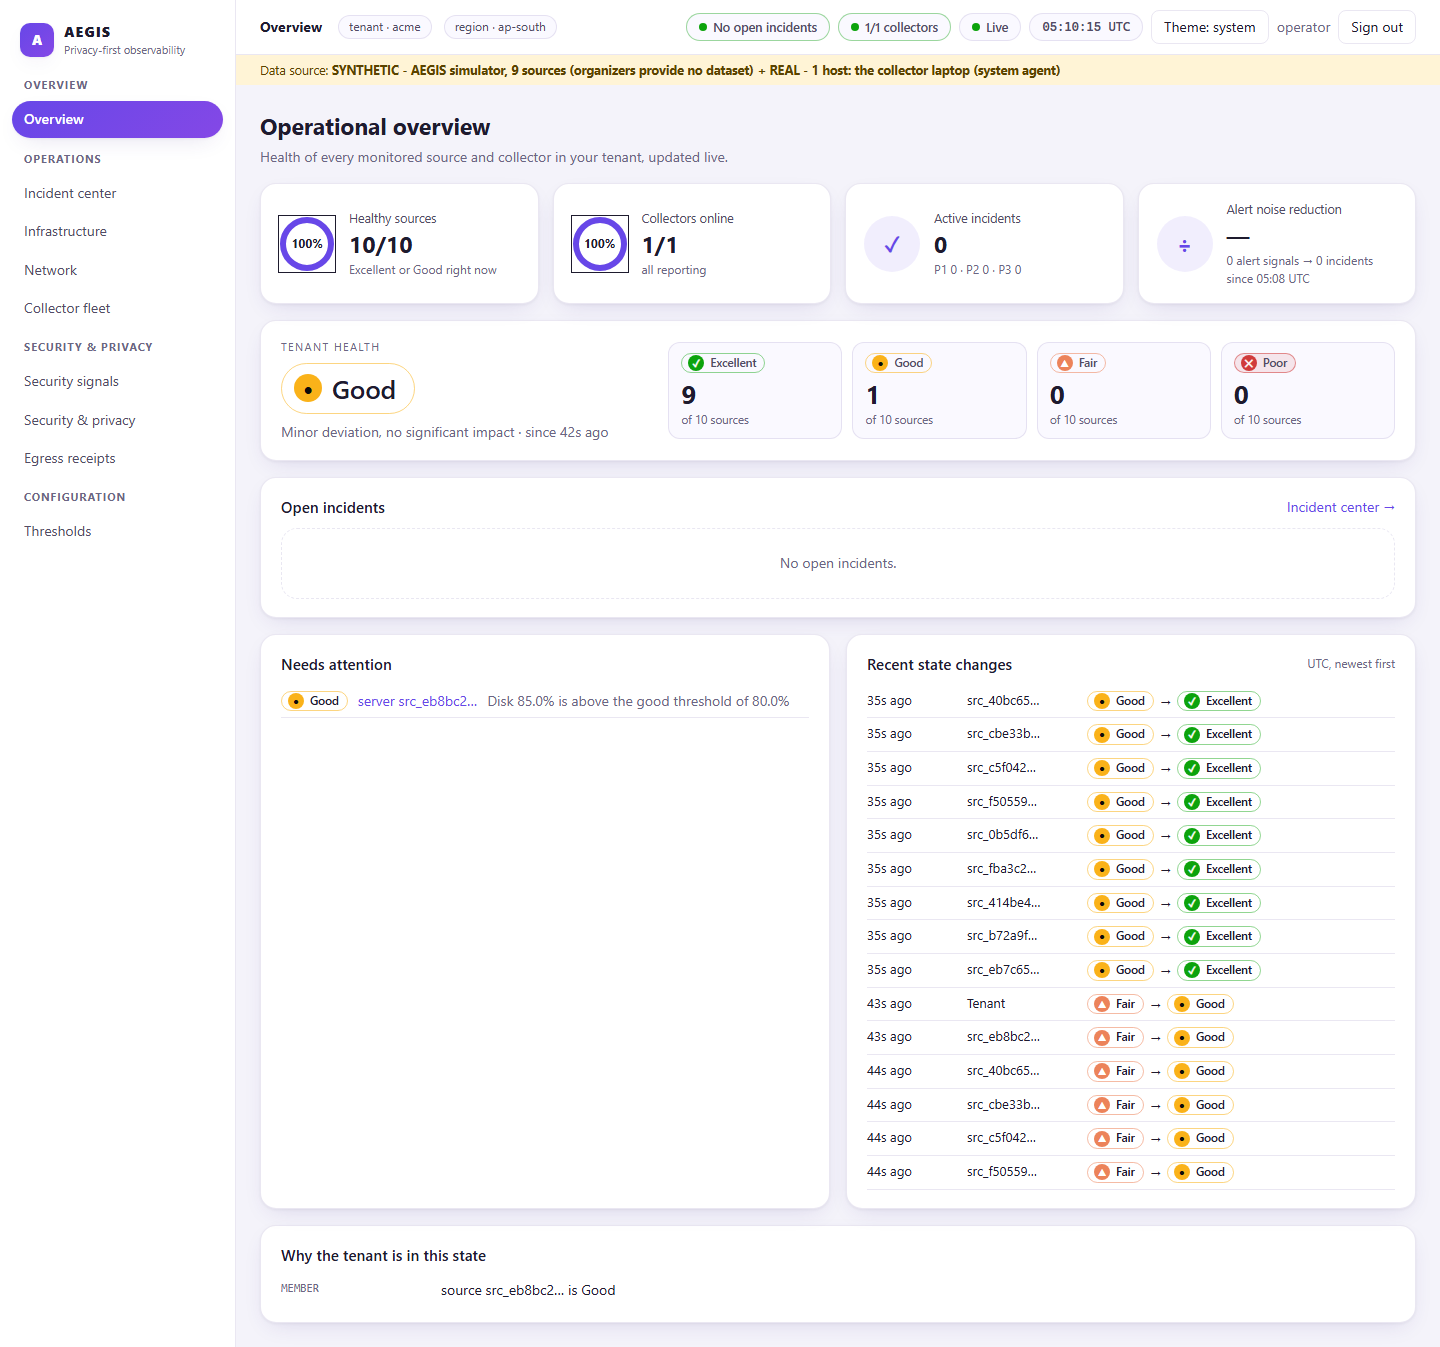 A
AEGIS
Privacy-first observability
OVERVIEW
Overview
OPERATIONS
Incident center
Infrastructure
Network
Collector fleet
SECURITY & PRIVACY
Security signals
Security & privacy
Egress receipts
CONFIGURATION
Thresholds
Overview
tenant · acme
region · ap-south
No open incidents
1/1 collectors
Live
05:10:15 UTC
Theme: system
operator
Sign out
Data source: SYNTHETIC - AEGIS simulator, 9 sources (organizers provide no dataset) + REAL - 1 host: the collector laptop (system agent)
Operational overview
Health of every monitored source and collector in your tenant, updated live.
100%
Healthy sources
10/10
Excellent or Good right now
100%
Collectors online
1/1
all reporting
✓
Active incidents
0
P1 0 · P2 0 · P3 0
÷
Alert noise reduction
—
0 alert signals → 0 incidents
since 05:08 UTC
TENANT HEALTH
Good
Minor deviation, no significant impact · since 42s ago
Excellent
9
of 10 sources
Good
1
of 10 sources
Fair
0
of 10 sources
Poor
0
of 10 sources
Open incidents
Incident center →
No open incidents.
Needs attention
Good server src_eb8bc2… Disk 85.0% is above the good threshold of 80.0%
Recent state changes
UTC, newest first
35s ago src_40bc65… Good → Excellent
35s ago src_cbe33b… Good → Excellent
35s ago src_c5f042… Good → Excellent
35s ago src_f50559… Good → Excellent
35s ago src_0b5df6… Good → Excellent
35s ago src_fba3c2… Good → Excellent
35s ago src_414be4… Good → Excellent
35s ago src_b72a9f… Good → Excellent
35s ago src_eb7c65… Good → Excellent
43s ago Tenant Fair → Good
43s ago src_eb8bc2… Fair → Good
44s ago src_40bc65… Fair → Good
44s ago src_cbe33b… Fair → Good
44s ago src_c5f042… Fair → Good
44s ago src_f50559… Fair → Good
Why the tenant is in this state
MEMBER source src_eb8bc2… is Good